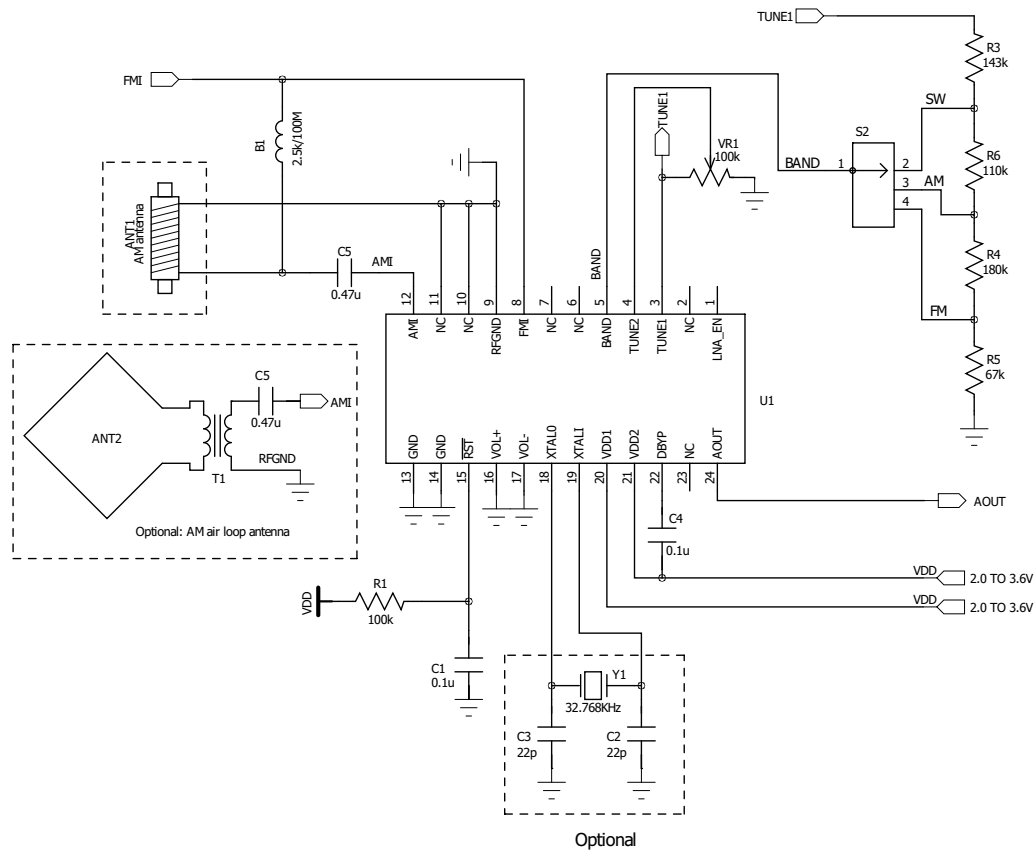 TUNE1
R3
143k
FMI
SW
B1
2.5k/100M
TUNE1
VR1
100k
S2
BAND
1
2
3
4
R6
110k
AM
ANT1
AM antenna
C5
0.47u
AMI
BAND
R4
180k
FM
12
11
10
9
8
7
6
5
4
3
2
1
AMI
NC
NC
RFGND
FMI
NC
NC
BAND
TUNE2
TUNE1
NC
LNA_EN
R5
67k
U1
C5
0.47u
AMI
ANT2
RFGND
T1
Optional: AM air loop antenna
GND
GND
RST
VOL+
VOL-
XTAL0
XTALI
VDD1
VDD2
DBYP
NC
AOUT
13
14
15
16
17
18
19
20
21
22
23
24
AOUT
C4
0.1u
VDD
2.0 TO 3.6V
VDD
2.0 TO 3.6V
VDD
R1
100k
C1
0.1u
Y1
32.768KHz
C3
22p
C2
22p
Optional